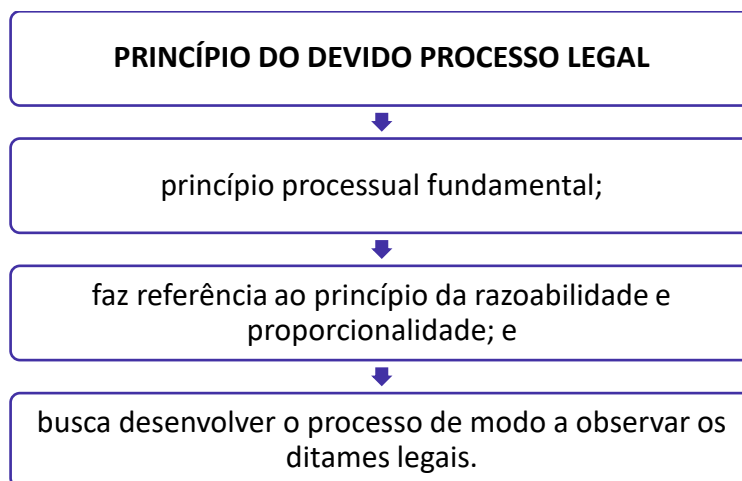 PRINCÍPIO DO DEVIDO PROCESSO LEGAL
princípio processual fundamental;
faz referência ao princípio da razoabilidade e
proporcionalidade; e
busca desenvolver o processo de modo a observar os
ditames legais.